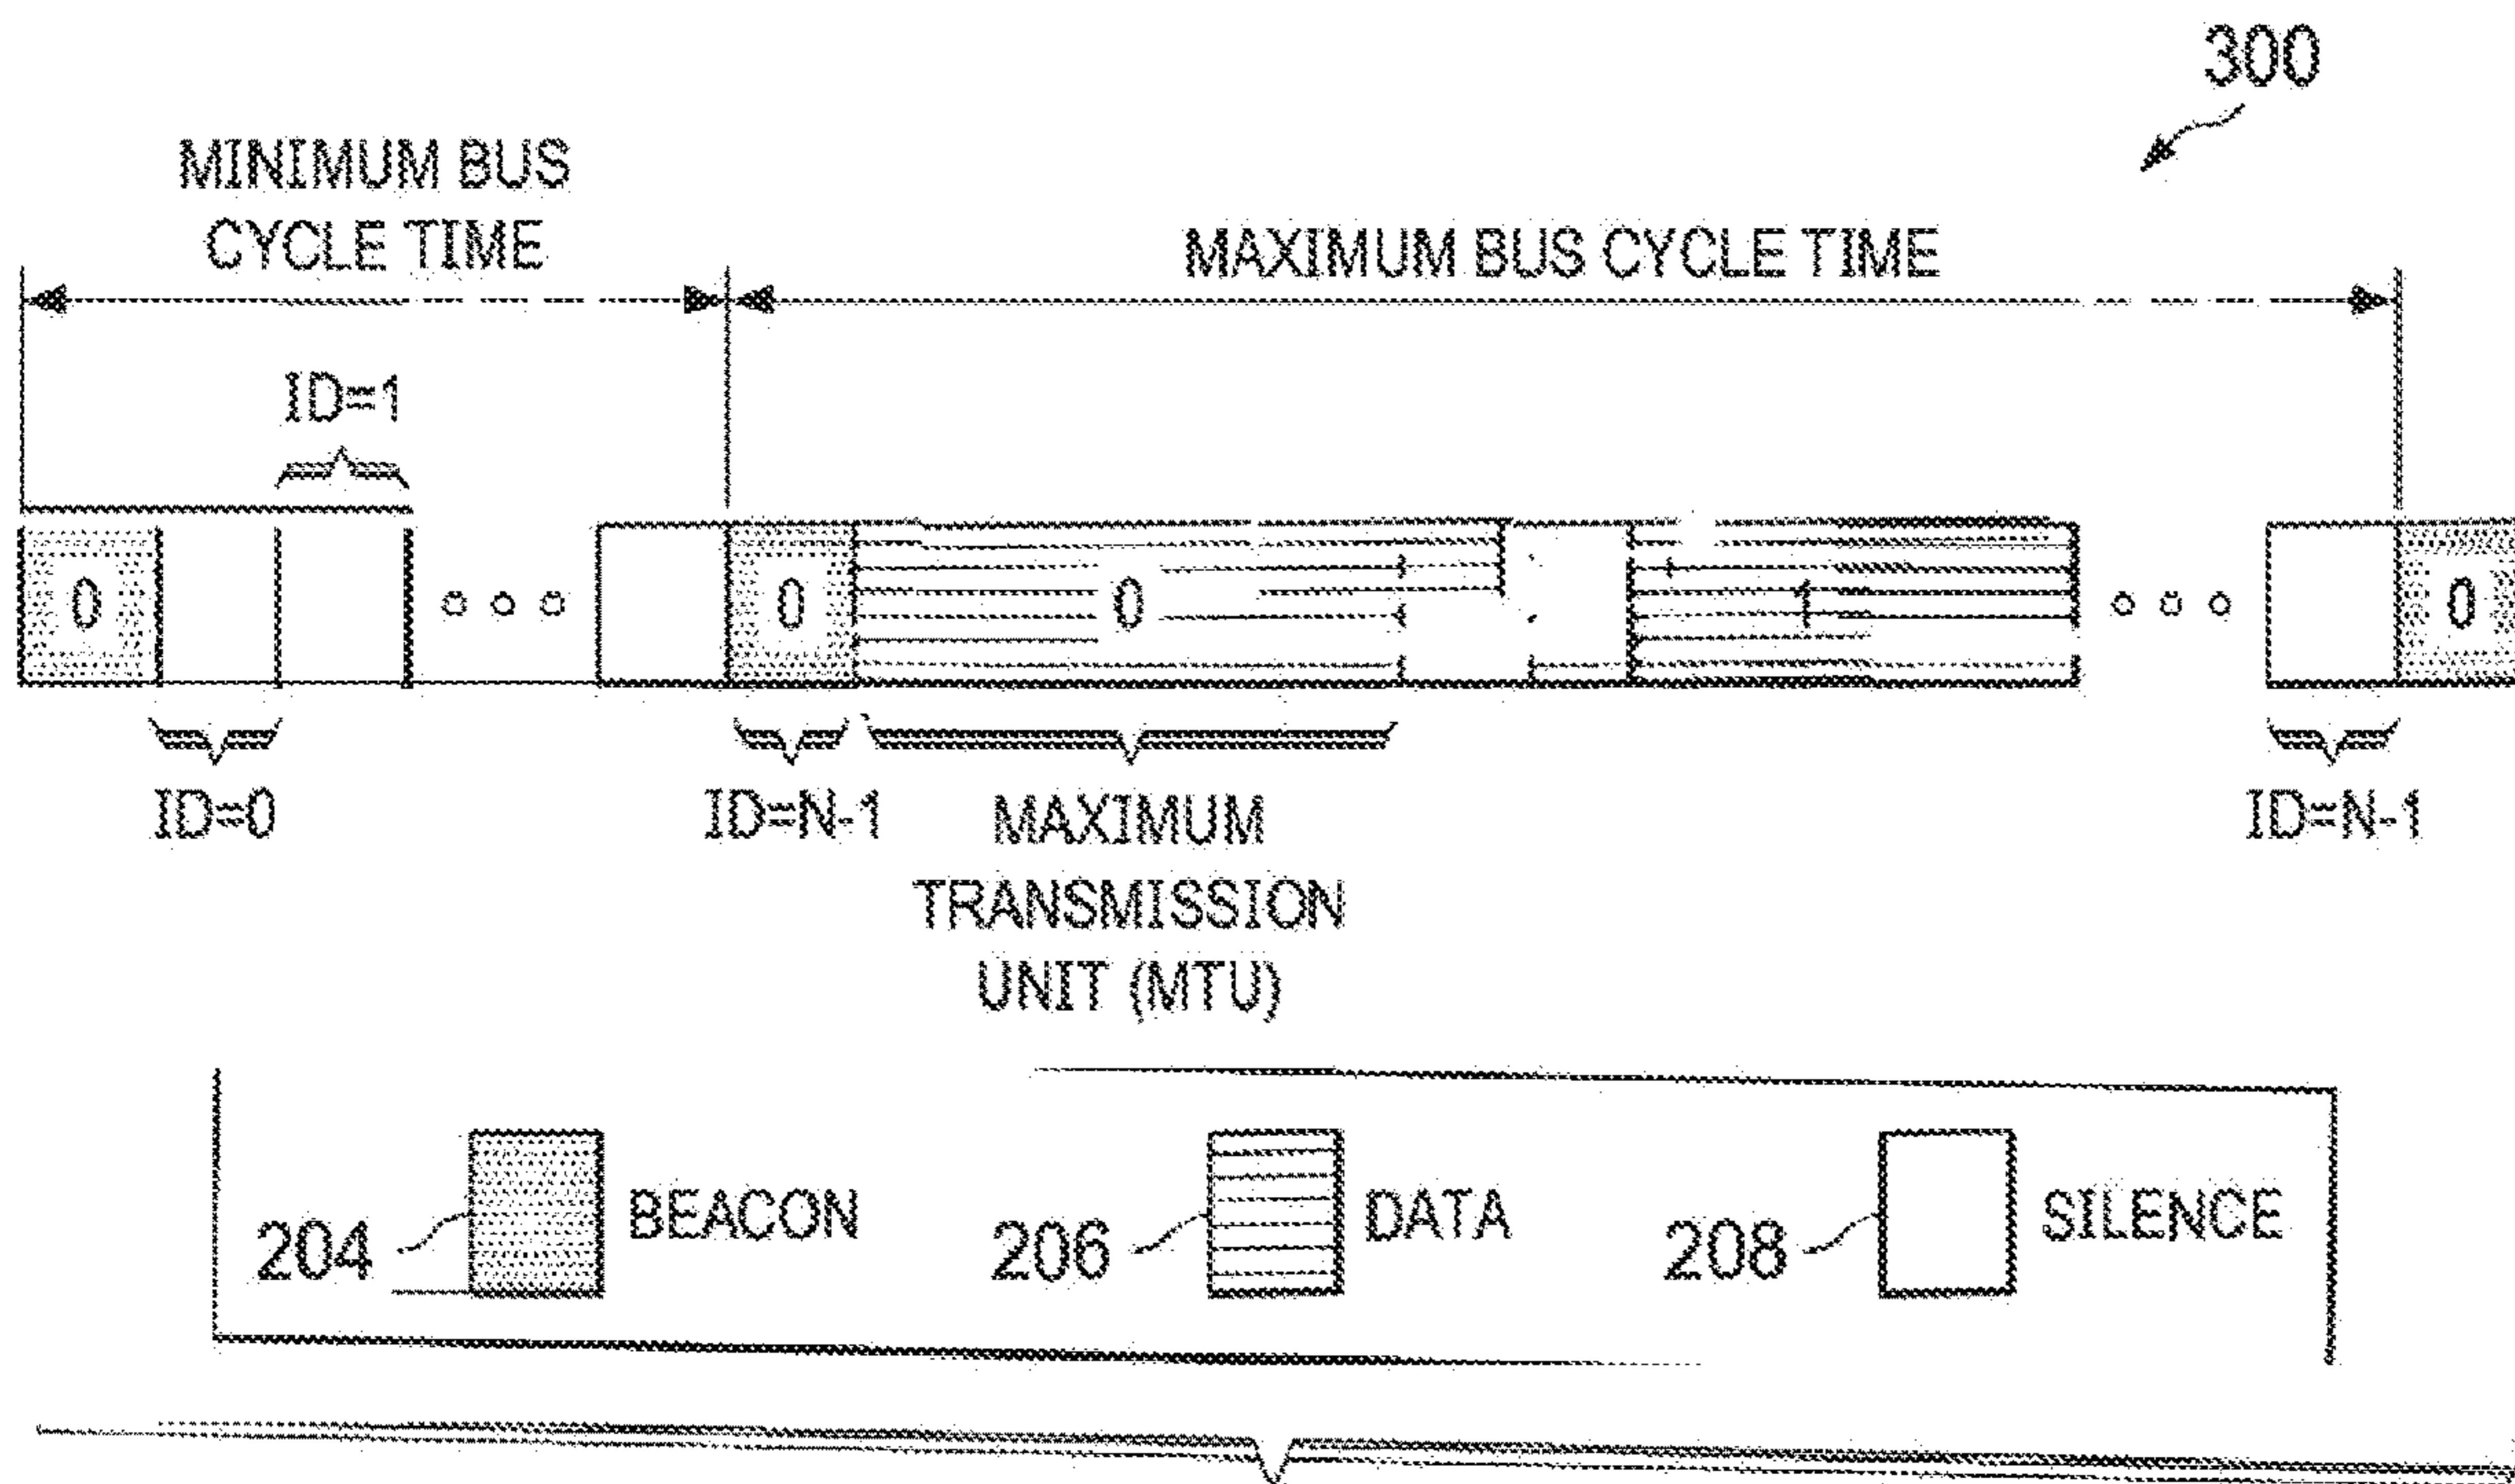 300
MINIMUM BUS
CYCLE TIME
MAXIMUM BUS CYCLE TIME
ID=1
0
0
0
1
0
ID=0
ID=N-1
MAXIMUM
TRANSMISSION
UNIT (MTU)
ID=N-1
204
BEACON
206
DATA
208
SILENCE